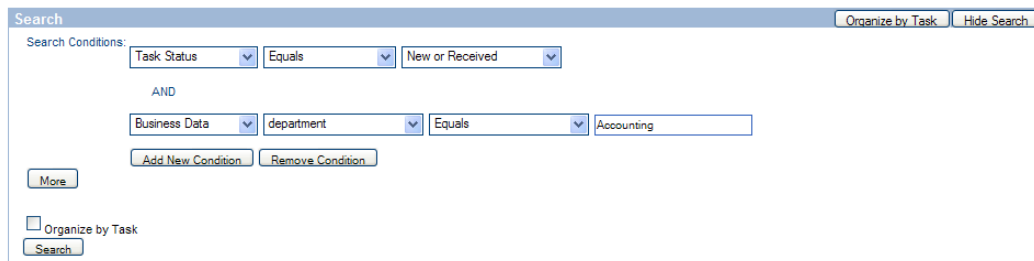 Search Organize by Task Hide Search
Search Conditions:
Task Status Equals New or Received
AND
Business Data department Equals Accounting
Add New Condition Remove Condition
More
Organize by Task
Search